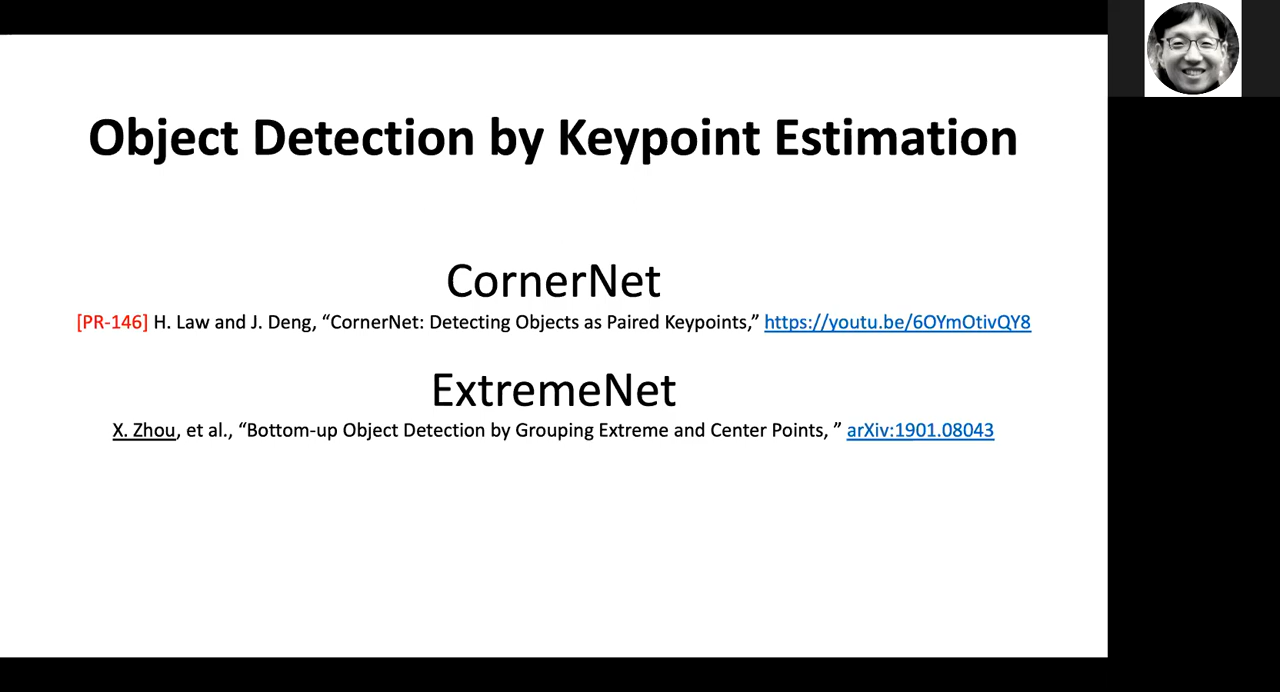 Object Detection by Keypoint Estimation
CornerNet
[PR-146] H. Law and J. Deng, “CornerNet: Detecting Objects as Paired Keypoints,” https://youtu.be/6OYmOtivQY8
ExtremeNet
X. Zhou, et al., “Bottom-up Object Detection by Grouping Extreme and Center Points, ” arXiv:1901.08043